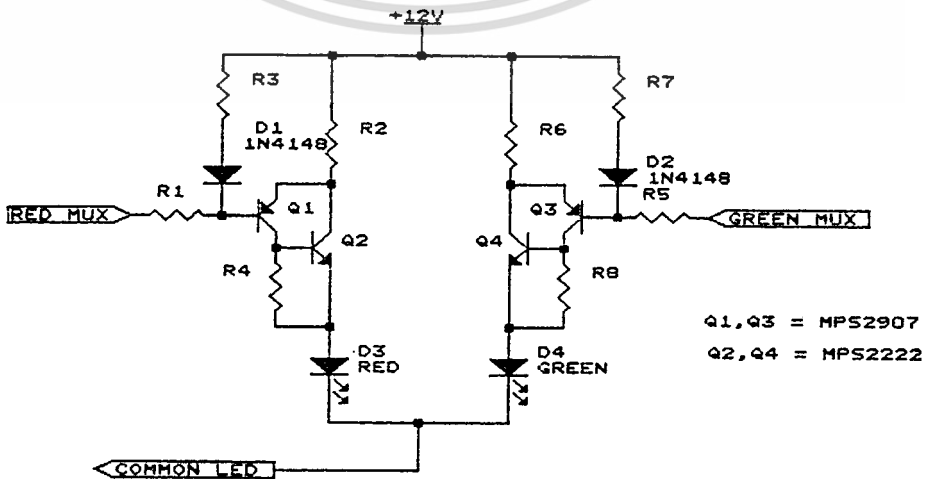 +12V
R3
R7
D1
1N4148
R2
R6
D2
1N4148
R1
R5
RED MUX
Q1
Q3
GREEN MUX
Q2
Q4
R4
R8
Q1,Q3 = MPS2907
D3
RED
D4
GREEN
Q2,Q4 = MPS2222
COMMON LED